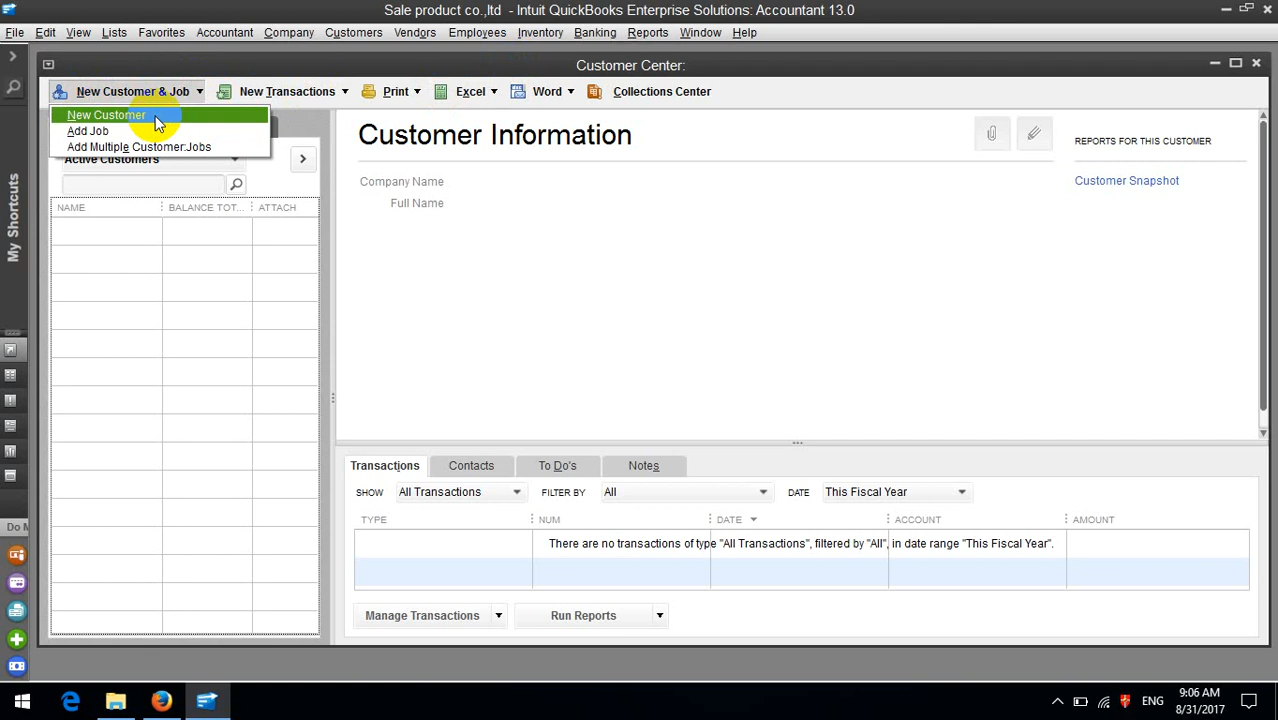 Sale product co.,ltd - Intuit QuickBooks Enterprise Solutions: Accountant 13.0
File Edit View Lists Favorites Accountant Company Customers Vendors Employees Inventory Banking Reports Window Help
Customer Center:
New Customer & Job New Transactions Print Excel Word Collections Center
New Customer
Add Job
Add Multiple Customer:Jobs
Active Customers
NAME BALANCE TOT... ATTACH
My Shortcuts
Do M
Customer Information
REPORTS FOR THIS CUSTOMER
Company Name
Customer Snapshot
Full Name
Transactions Contacts To Do's Notes
SHOW All Transactions FILTER BY All DATE This Fiscal Year
TYPE NUM DATE ACCOUNT AMOUNT
There are no transactions of type "All Transactions", filtered by "All", in date range "This Fiscal Year".
Manage Transactions Run Reports
ENG
9:06 AM
8/31/2017